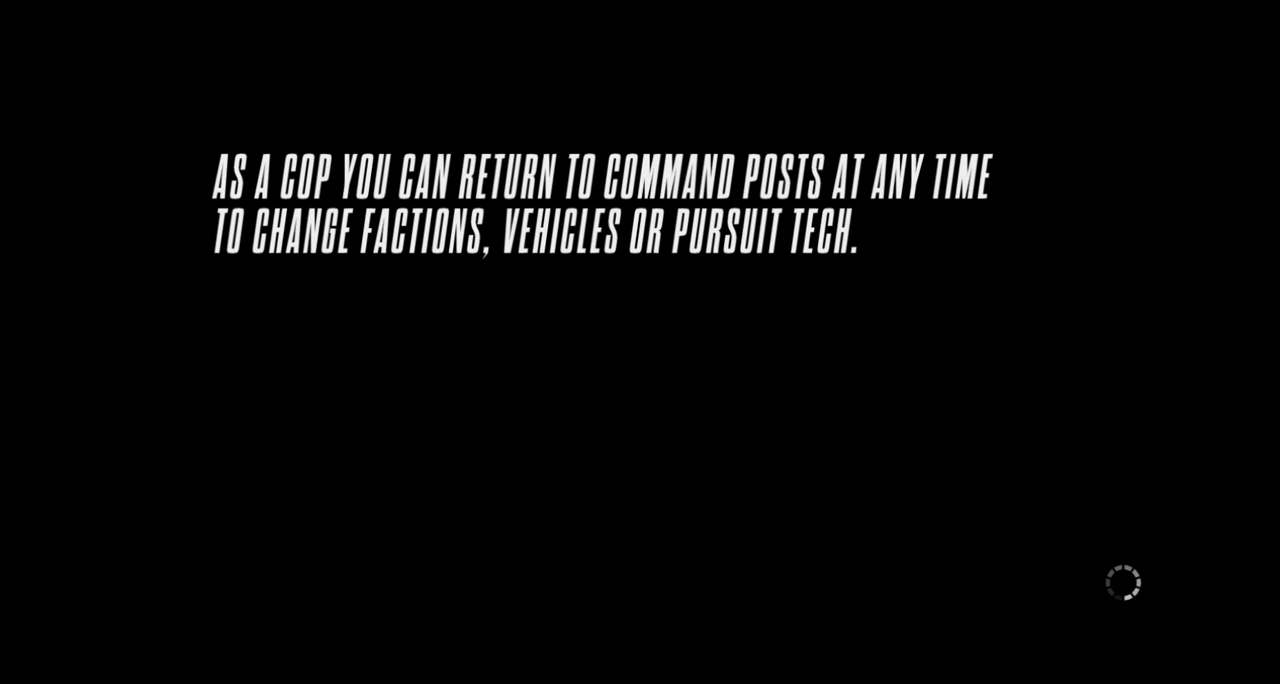 AS A COP YOU CAN RETURN TO COMMAND POSTS AT ANY TIME
TO CHANGE FACTIONS, VEHICLES OR PURSUIT TECH.